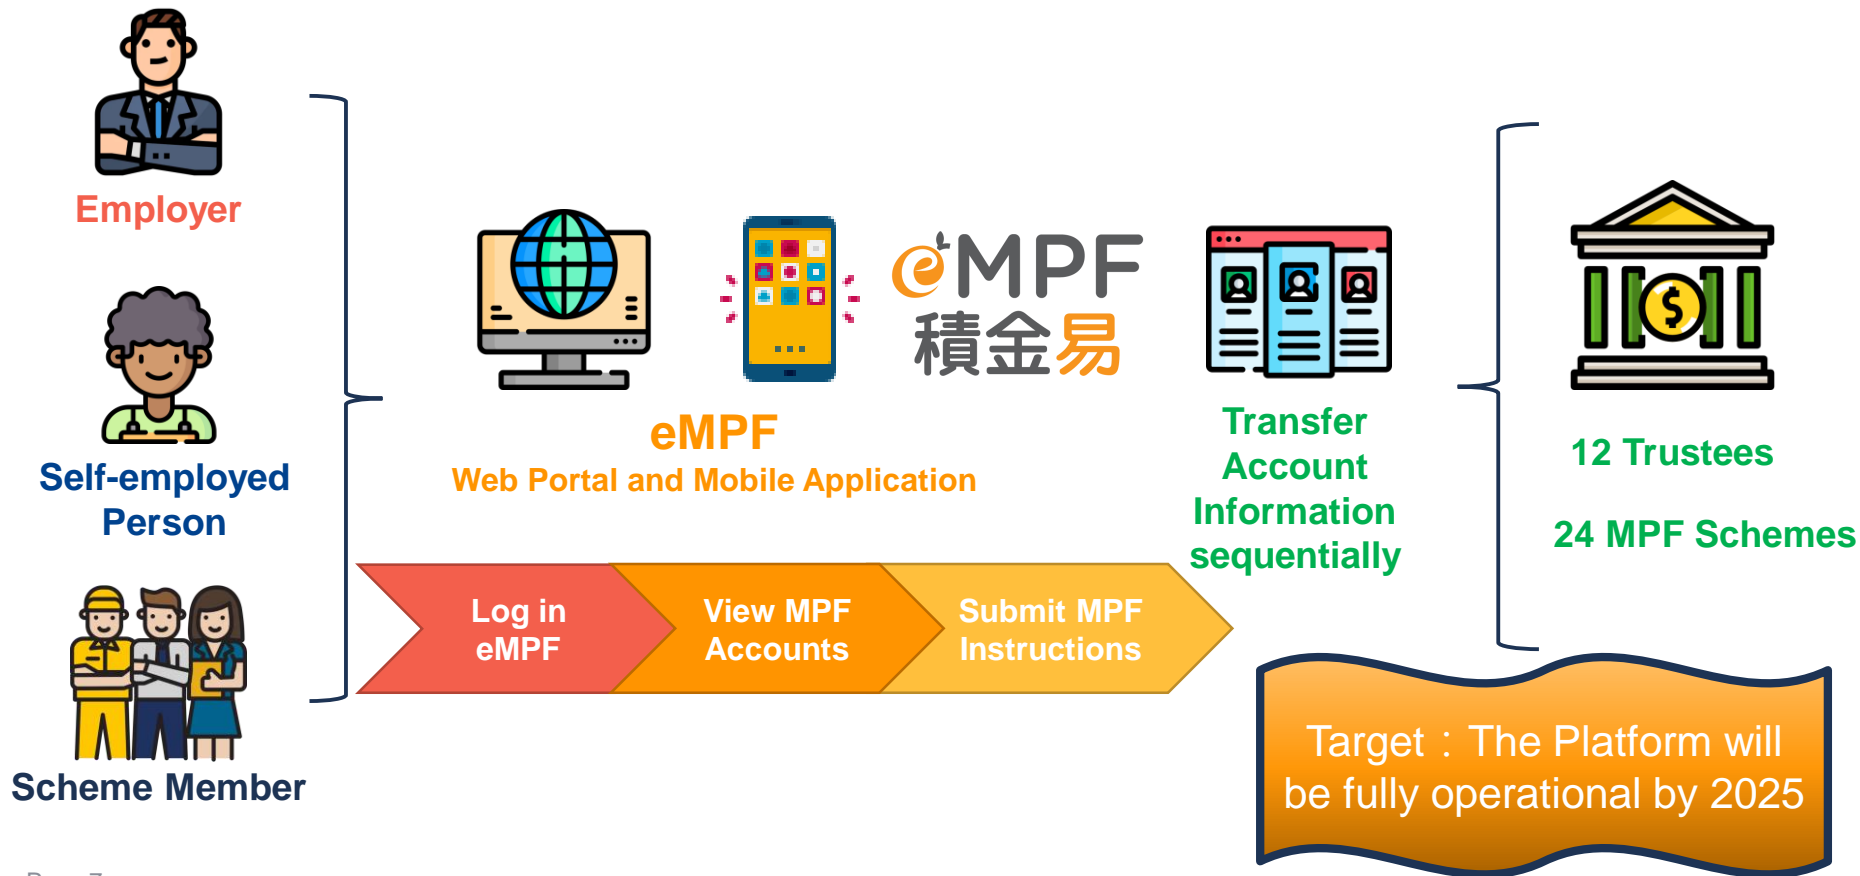 Employer
Self-employed
Person
Scheme Member
eMPF
積金易
eMPF
Web Portal and Mobile Application
Log in
eMPF
View MPF
Accounts
Submit MPF
Instructions
Transfer
Account
Information
sequentially
12 Trustees
24 MPF Schemes
Target：The Platform will
be fully operational by 2025